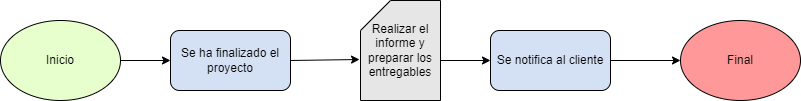 Inicio
Se ha finalizado el
proyecto
Realizar el
informe y
preparar los
entregables
Se notifica al cliente
Final